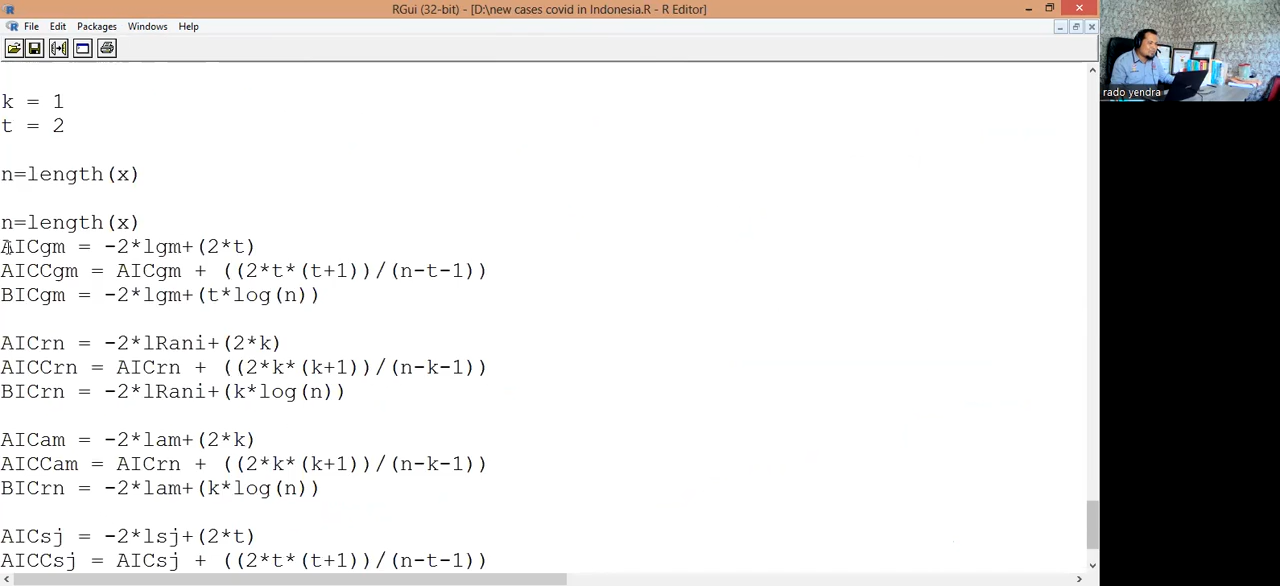 RGui (32-bit) - [D:\new cases covid in Indonesia.R - R Editor]
File Edit Packages Windows Help
k = 1
t = 2
n=length(x)
n=length(x)
AICgm = -2*lgm+(2*t)
AICCgm = AICgm + ((2*t*(t+1))/(n-t-1))
BICgm = -2*lgm+(t*log(n))
AICrn = -2*lRani+(2*k)
AICCrn = AICrn + ((2*k*(k+1))/(n-k-1))
BICrn = -2*lRani+(k*log(n))
AICam = -2*lam+(2*k)
AICCam = AICrn + ((2*k*(k+1))/(n-k-1))
BICrn = -2*lam+(k*log(n))
AICsj = -2*lsj+(2*t)
AICCsj = AICsj + ((2*t*(t+1))/(n-t-1))
rado yendra